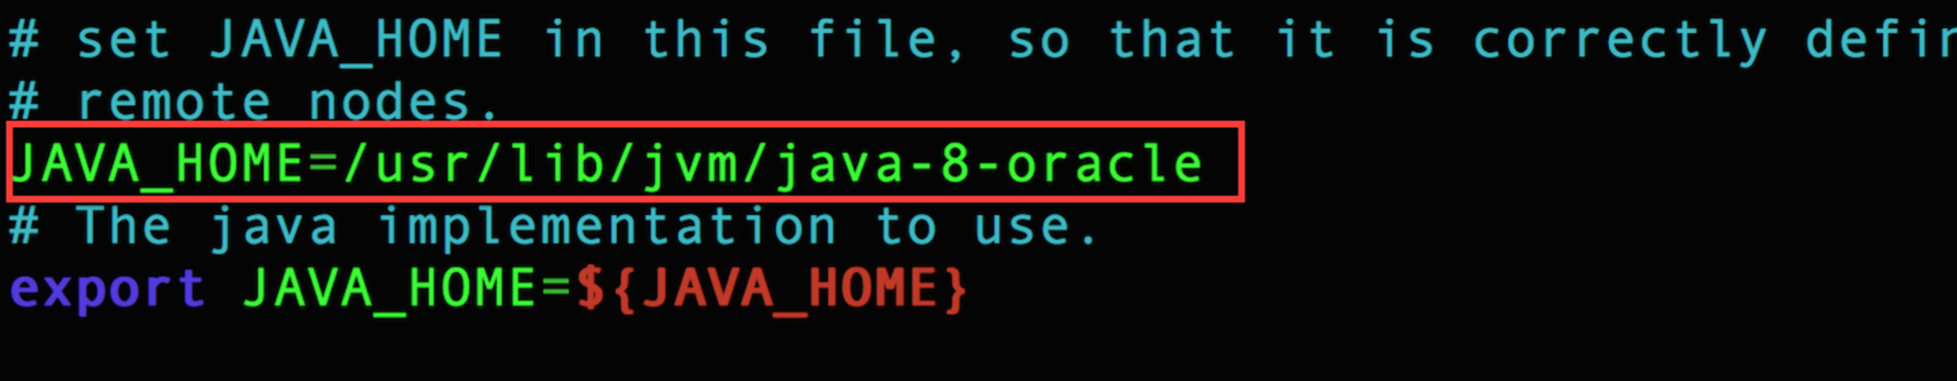 # set JAVA_HOME in this file, so that it is correctly defin
# remote nodes.
JAVA_HOME=/usr/lib/jvm/java-8-oracle
# The java implementation to use.
export JAVA_HOME=${JAVA_HOME}